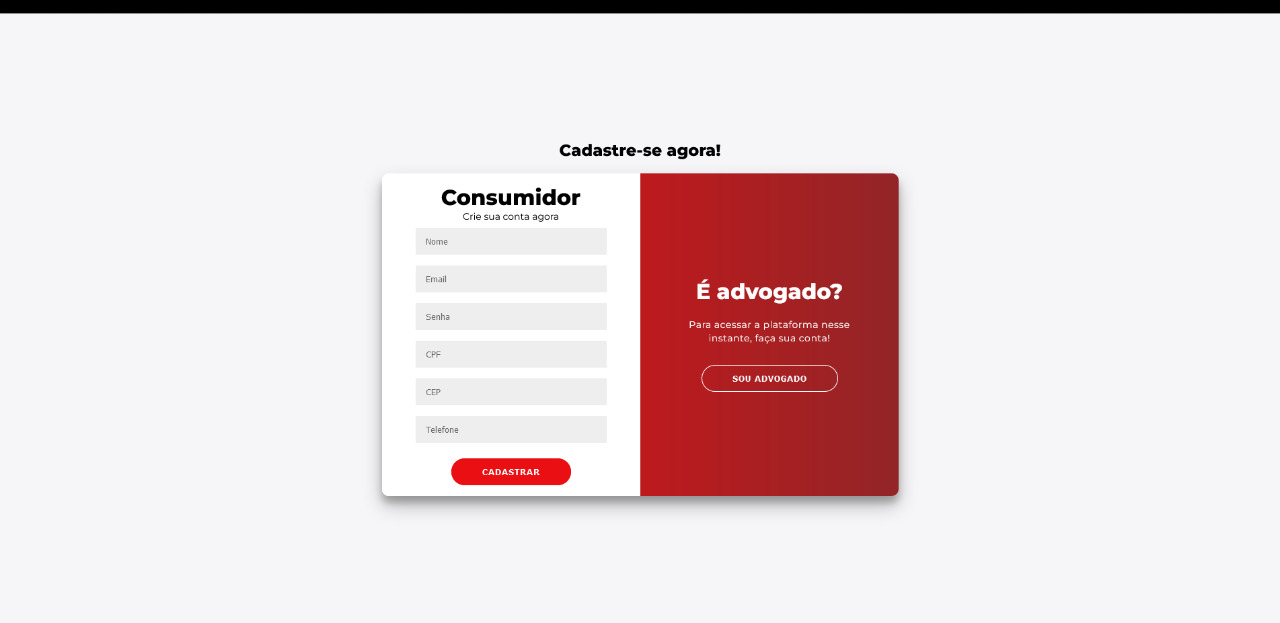 Cadastre-se agora!
Consumidor
Crie sua conta agora
Nome
Email
Senha
CPF
CEP
Telefone
CADASTRAR
É advogado?
Para acessar a plataforma nesse
instante, faça sua conta!
SOU ADVOGADO